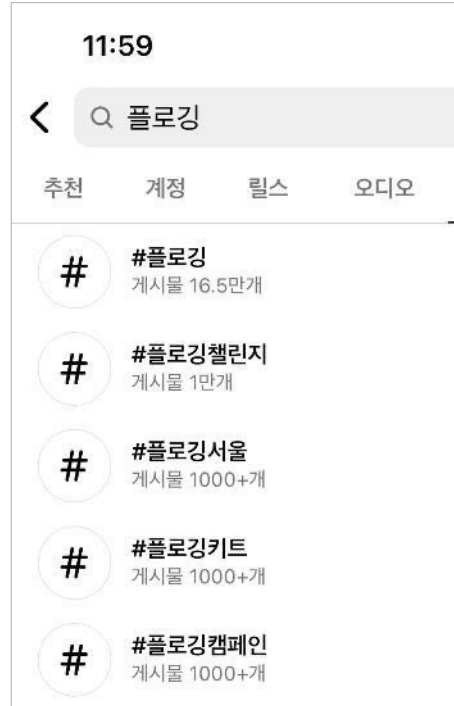 11:59
플로깅
추천 계정 릴스 오디오
#플로깅
게시물 16.5만개
#플로깅챌린지
게시물 1만개
#플로깅서울
게시물 1000+개
#플로깅키트
게시물 1000+개
#플로깅캠페인
게시물 1000+개